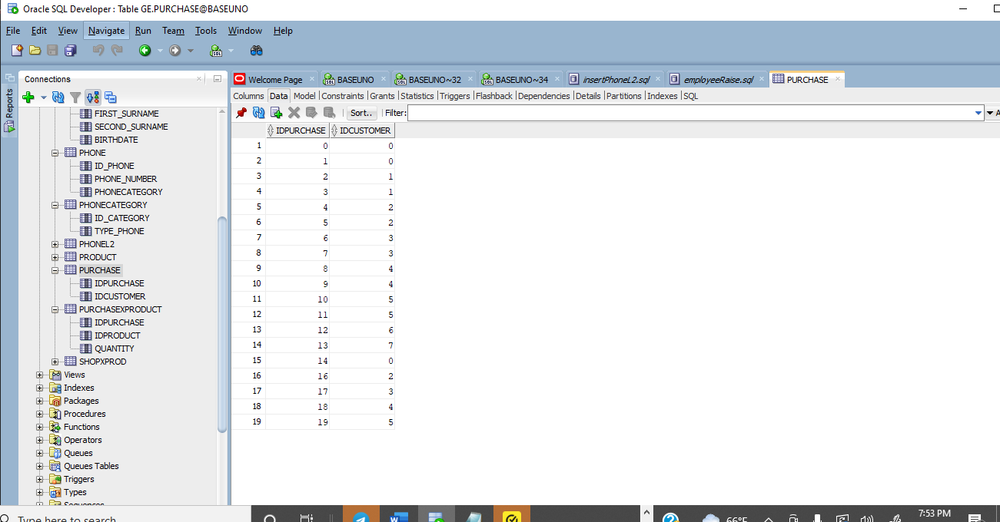 Oracle SQL Developer : Table GE.PURCHASE@BASEUNO
File Edit View Navigate Run Team Tools Window Help
Reports
Connections
FIRST_SURNAME
SECOND_SURNAME
BIRTHDATE
PHONE
ID_PHONE
PHONE_NUMBER
PHONECATEGORY
PHONECATEGORY
ID_CATEGORY
TYPE_PHONE
PHONEL2
PRODUCT
PURCHASE
IDPURCHASE
IDCUSTOMER
PURCHASEXPRODUCT
IDPURCHASE
IDPRODUCT
QUANTITY
SHOPXPROD
Views
Indexes
Packages
Procedures
Functions
Operators
Queues
Queues Tables
Triggers
Types
Sequences
Welcome Page BASEUNO BASEUNO~32 BASEUNO~34 insertPhoneL2.sql employeeRaise.sql PURCHASE
Columns Data Model Constraints Grants Statistics Triggers Flashback Dependencies Details Partitions Indexes SQL
Sort.. Filter:
IDPURCHASE IDCUSTOMER
1 0 0
2 1 0
3 2 1
4 3 1
5 4 2
6 5 2
7 6 3
8 7 3
9 8 4
10 9 4
11 10 5
12 11 5
13 12 6
14 13 7
15 14 0
16 16 2
17 17 3
18 18 4
19 19 5
Type here to search
66°F
7:53 PM